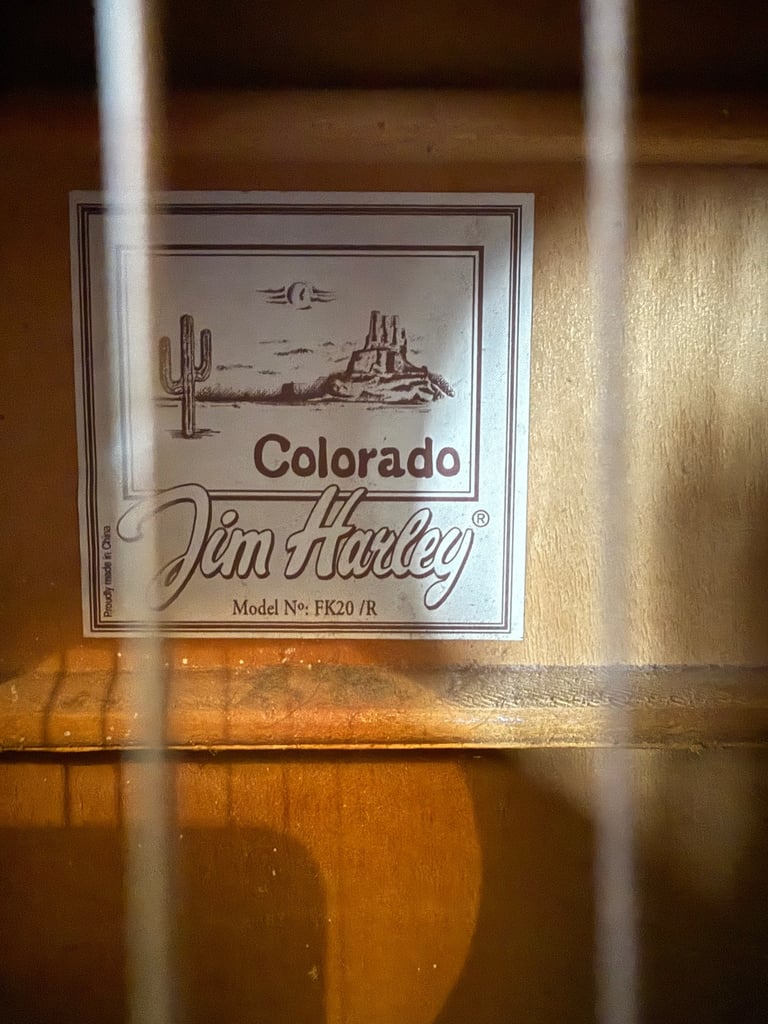 Colorado
Jim Harley®
Model Nº: FK20 /R
Proudly made in China